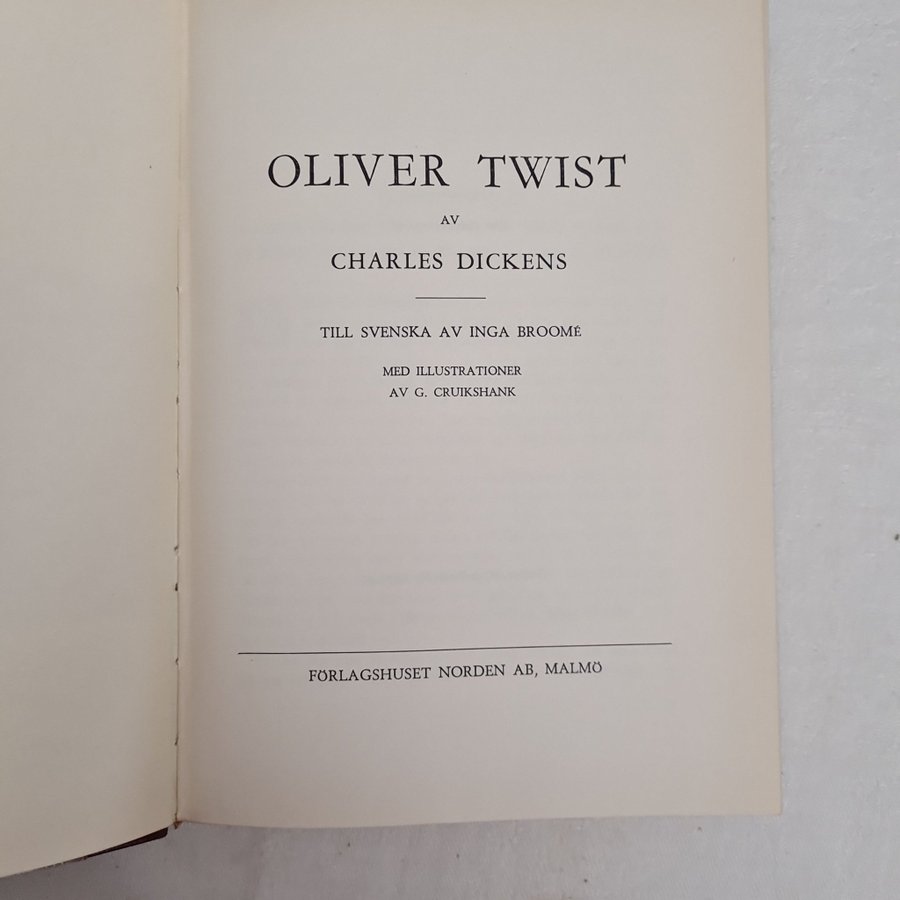 OLIVER TWIST
AV
CHARLES DICKENS
TILL SVENSKA AV INGA BROOMÉ
MED ILLUSTRATIONER
AV G. CRUIKSHANK
FÖRLAGSHUSET NORDEN AB, MALMÖ